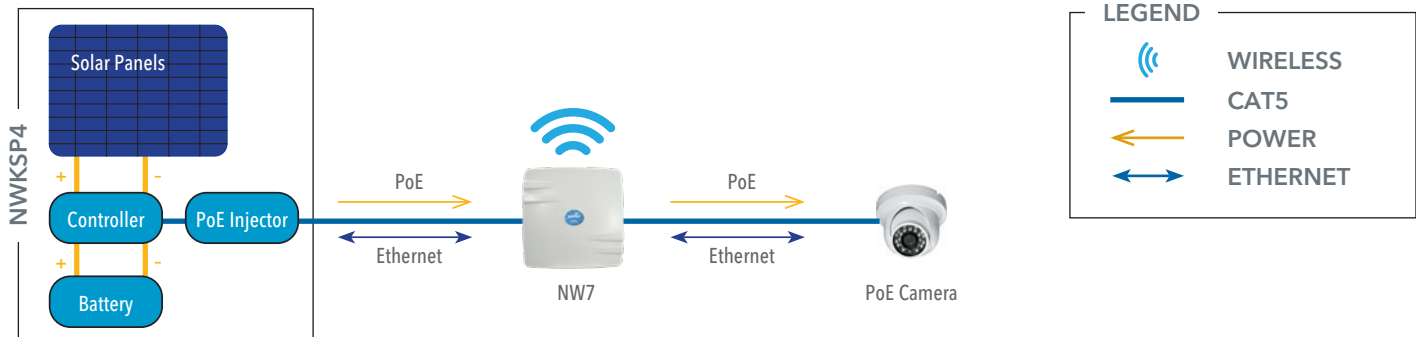 NWKSP4
Solar Panels
+ -
Controller
PoE Injector
+ -
Battery
PoE
Ethernet
NW7
PoE
Ethernet
PoE Camera
LEGEND
WIRELESS
CAT5
POWER
ETHERNET